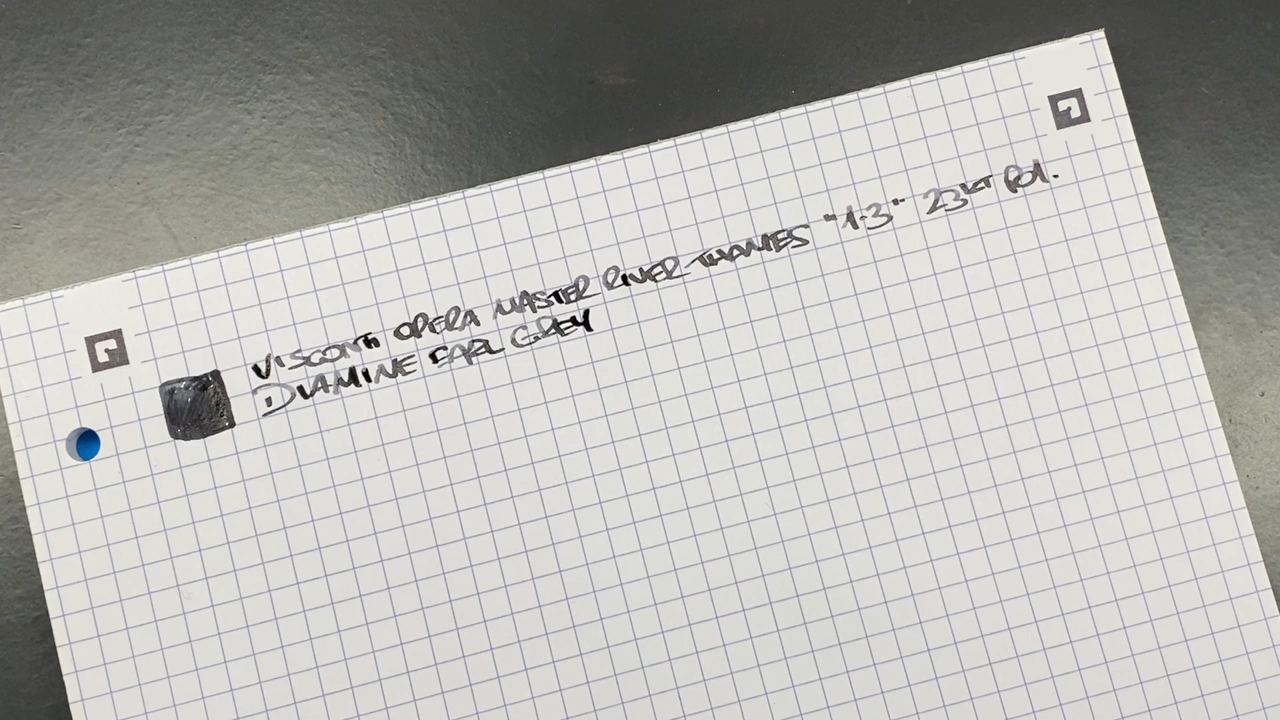 VISCONTI OPERA MASTER RIVER THAMES "1.3" 23KT Pd.
DIAMINE EARL GREY